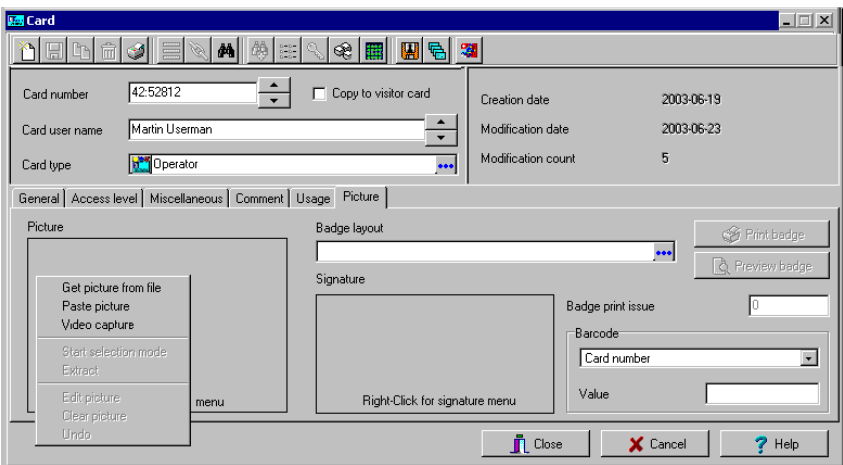 Card
Card number 42:52812 Copy to visitor card
Card user name Martin Userman
Card type Operator
Creation date 2003-06-19
Modification date 2003-06-23
Modification count 5
General Access level Miscellaneous Comment Usage Picture
Picture
Get picture from file
Paste picture
Video capture
Start selection mode
Extract
Edit picture
Clear picture
Undo
menu
Badge layout
Signature
Right-Click for signature menu
Print badge
Preview badge
Badge print issue 0
Barcode
Card number
Value
Close Cancel Help